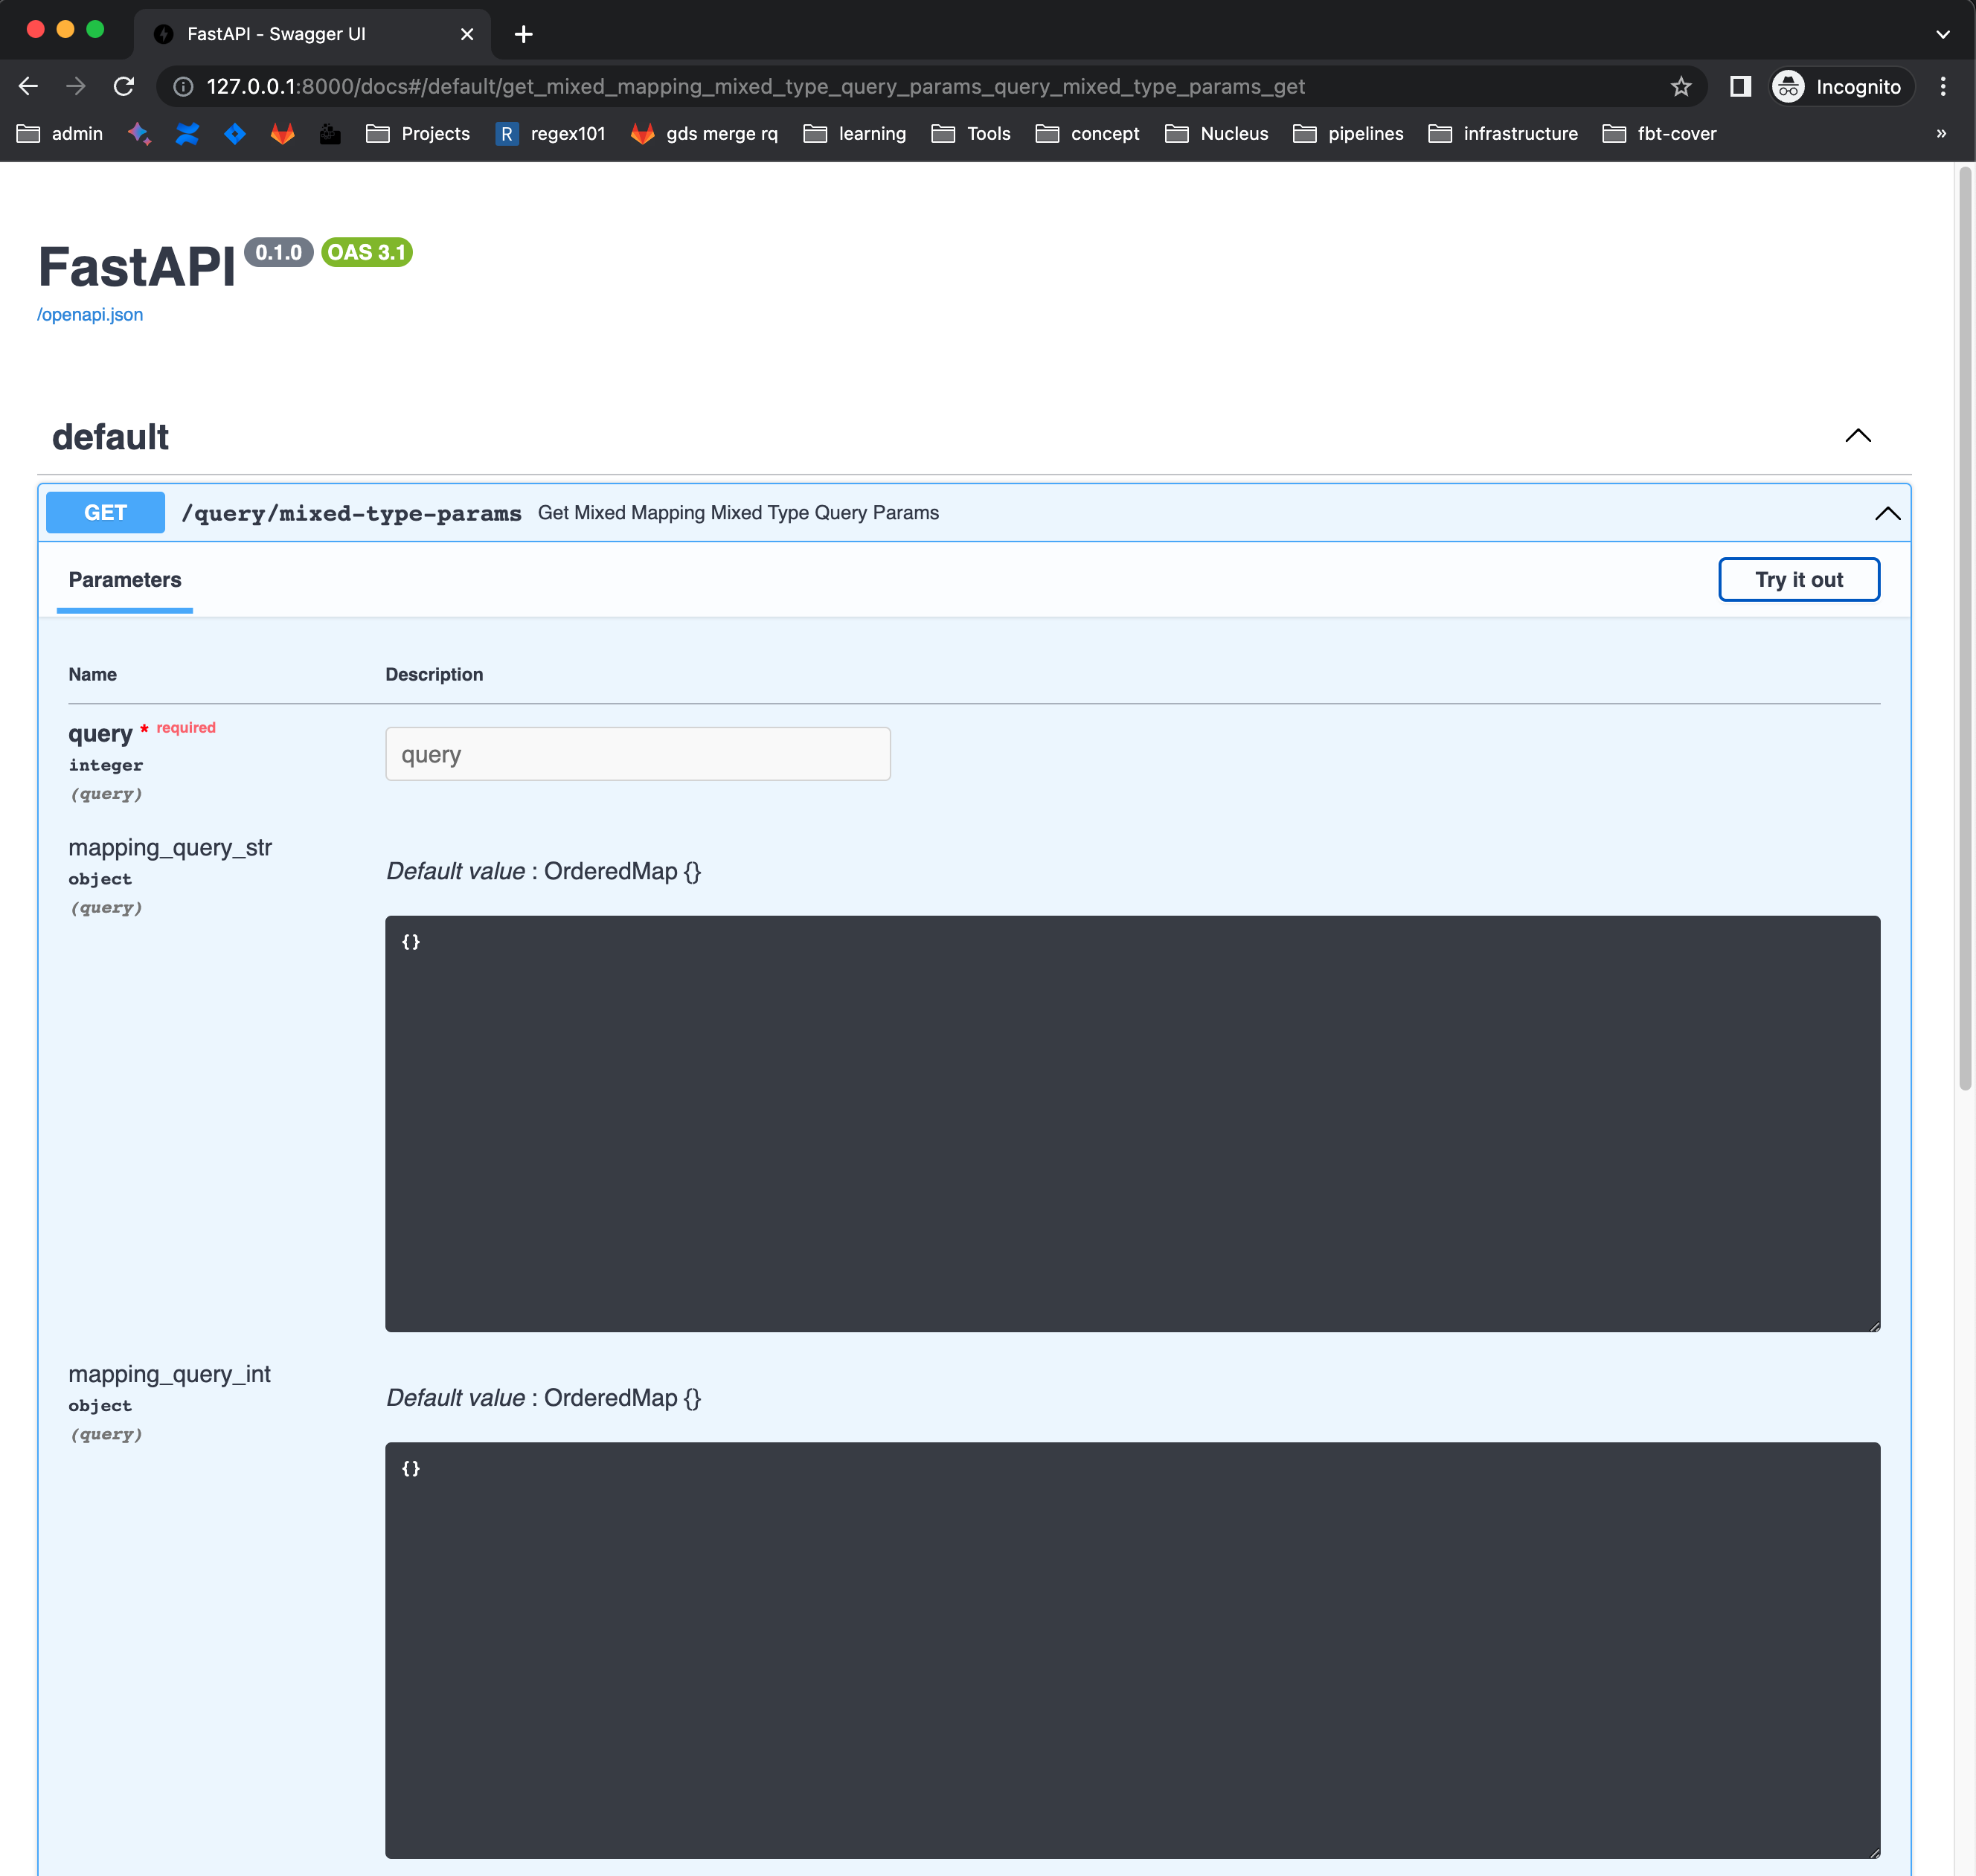 FastAPI - Swagger UI
127.0.0.1:8000/docs#/default/get_mixed_mapping_mixed_type_query_params_query_mixed_type_params_get
Incognito
admin
Projects
R regex101
gds merge rq
learning
Tools
concept
Nucleus
pipelines
infrastructure
fbt-cover
»
FastAPI 0.1.0 OAS 3.1
/openapi.json
default
GET /query/mixed-type-params Get Mixed Mapping Mixed Type Query Params
Parameters
Try it out
Name Description
query * required
integer
(query)
query
mapping_query_str
object
(query)
Default value : OrderedMap {}
{}
mapping_query_int
object
(query)
Default value : OrderedMap {}
{}